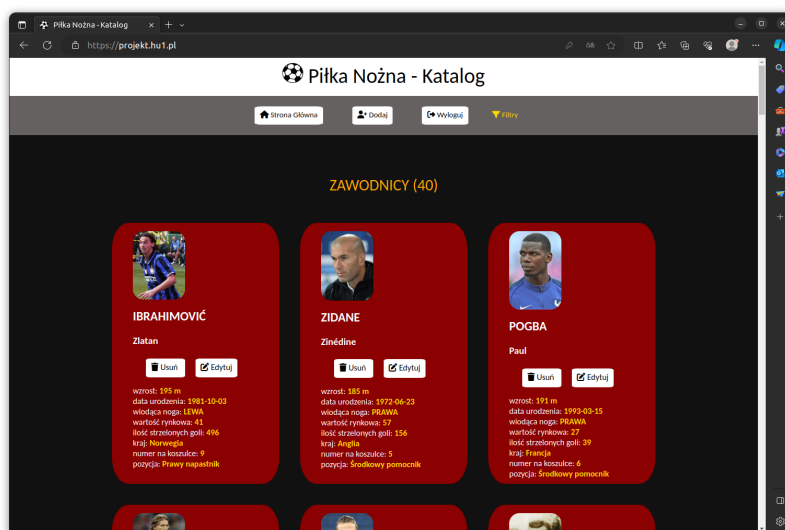 Piłka Nożna - Katalog
https://projekt.hu1.pl
Piłka Nożna - Katalog
Strona Główna
Dodaj
Wyloguj
Filtry
ZAWODNICY (40)
IBRAHIMOVIĆ
Zlatan
Usuń
Edytuj
wzrost: 195 m
data urodzenia: 1981-10-03
wiodąca noga: LEWA
wartość rynkowa: 41
ilość strzelonych goli: 496
kraj: Norwegia
numer na koszulce: 9
pozycja: Prawy napastnik
ZIDANE
Zinédine
Usuń
Edytuj
wzrost: 185 m
data urodzenia: 1972-06-23
wiodąca noga: PRAWA
wartość rynkowa: 57
ilość strzelonych goli: 156
kraj: Anglia
numer na koszulce: 5
pozycja: Środkowy pomocnik
POGBA
Paul
Usuń
Edytuj
wzrost: 191 m
data urodzenia: 1993-03-15
wiodąca noga: PRAWA
wartość rynkowa: 27
ilość strzelonych goli: 39
kraj: Francja
numer na koszulce: 6
pozycja: Środkowy pomocnik